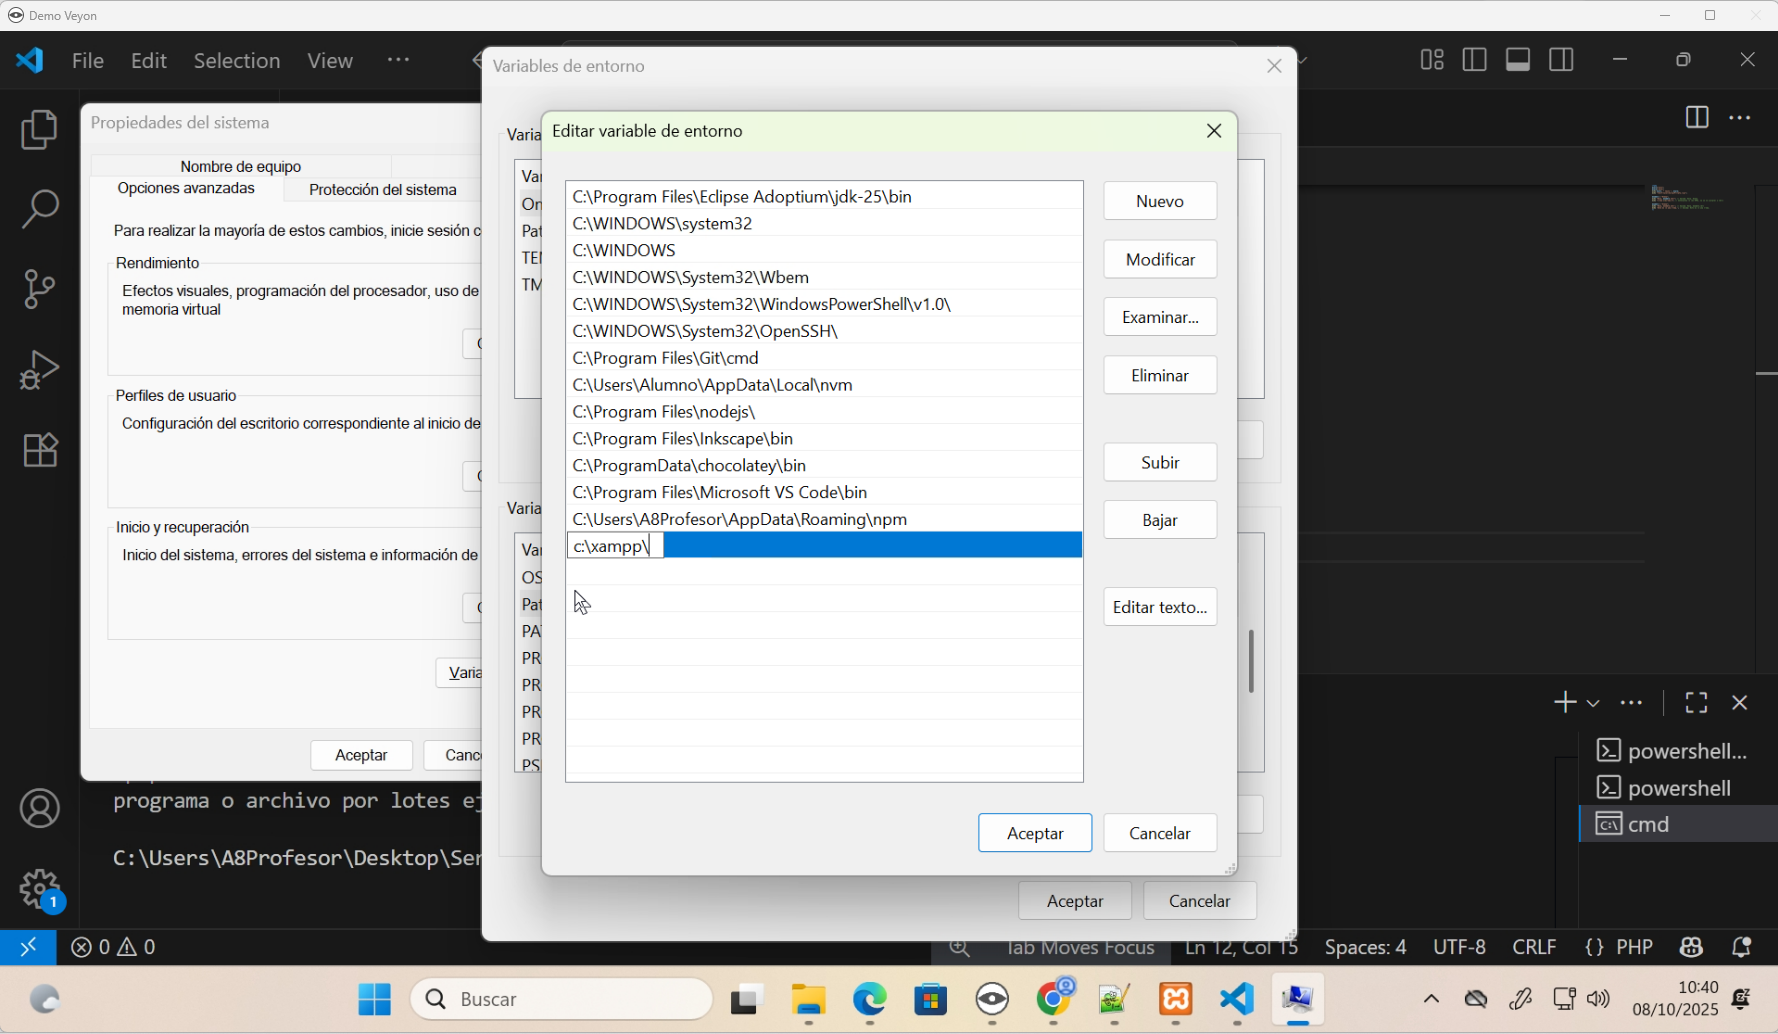 Demo Veyon
File Edit Selection View ···
Variables de entorno
Propiedades del sistema
Nombre de equipo
Opciones avanzadas
Protección del sistema
Para realizar la mayoría de estos cambios, inicie sesión c
Rendimiento
Efectos visuales, programación del procesador, uso de
memoria virtual
Perfiles de usuario
Configuración del escritorio correspondiente al inicio de
Inicio y recuperación
Inicio del sistema, errores del sistema e información de
Varia
Aceptar
Cance
Varia
Var
On
Pat
TEM
TM
Varia
Var
OS
Pat
PA
PR
PR
PR
PR
PS
Editar variable de entorno
C:\Program Files\Eclipse Adoptium\jdk-25\bin
C:\WINDOWS\system32
C:\WINDOWS
C:\WINDOWS\System32\Wbem
C:\WINDOWS\System32\WindowsPowerShell\v1.0\
C:\WINDOWS\System32\OpenSSH\
C:\Program Files\Git\cmd
C:\Users\Alumno\AppData\Local\nvm
C:\Program Files\nodejs\
C:\Program Files\Inkscape\bin
C:\ProgramData\chocolatey\bin
C:\Program Files\Microsoft VS Code\bin
C:\Users\A8Profesor\AppData\Roaming\npm
c:\xampp\
Nuevo
Modificar
Examinar...
Eliminar
Subir
Bajar
Editar texto...
Aceptar
Cancelar
Aceptar
Cancelar
powershell...
powershell
cmd
programa o archivo por lotes ej
C:\Users\A8Profesor\Desktop\Ser
1
0 0
Tab Moves Focus
Ln 12, Col 15
Spaces: 4
UTF-8
CRLF
{} PHP
Buscar
10:40
08/10/2025